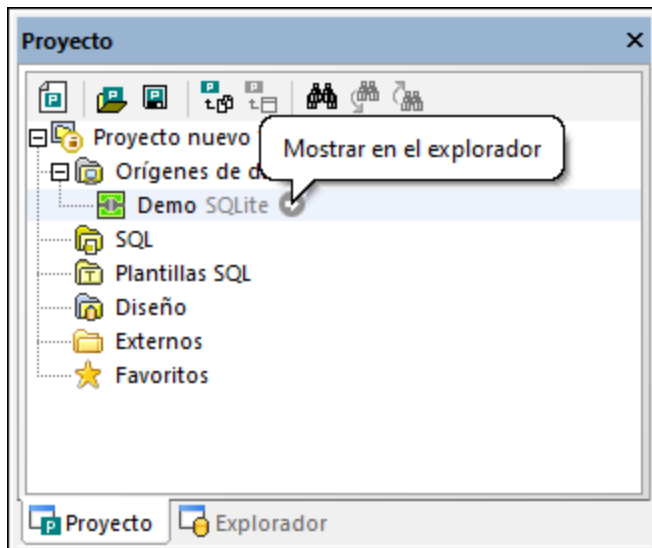 Proyecto
Proyecto nuevo
Mostrar en el explorador
Orígenes de d
Demo SQLite
SQL
Plantillas SQL
Diseño
Externos
Favoritos
Proyecto Explorador